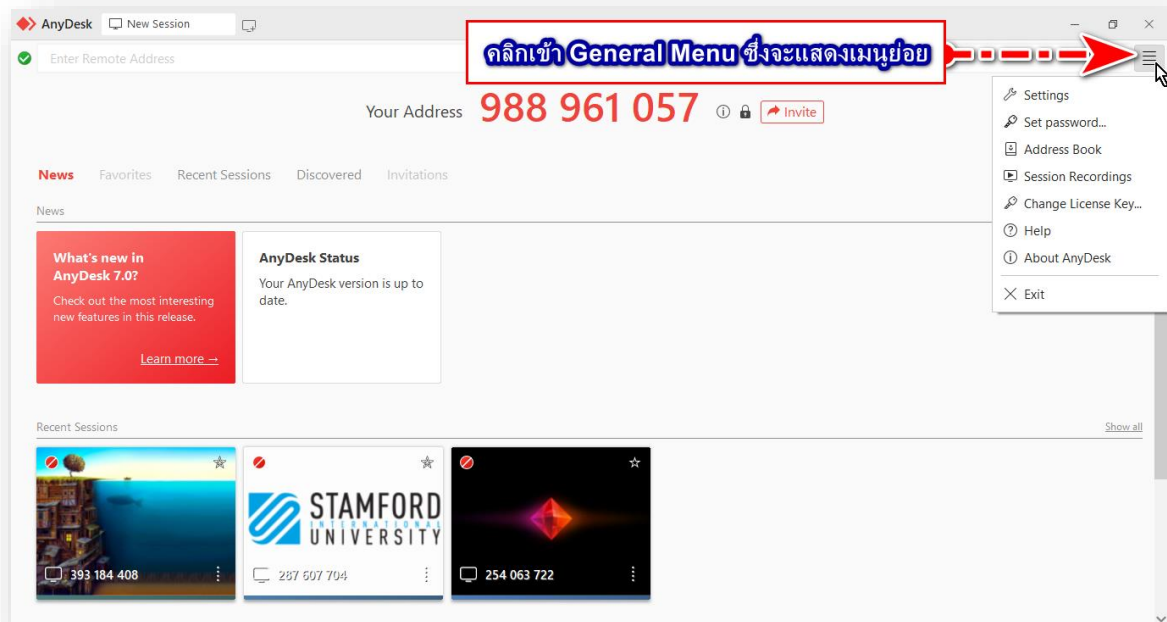 AnyDesk
New Session
Enter Remote Address
คลิกเข้า General Menu ซึ่งจะแสดงเมนูย่อย
Your Address 988 961 057 Invite
Settings
Set password...
Address Book
Session Recordings
Change License Key...
Help
About AnyDesk
Exit
News Favorites Recent Sessions Discovered Invitations
News
What's new in
AnyDesk 7.0?
Check out the most interesting
new features in this release.
Learn more →
AnyDesk Status
Your AnyDesk version is up to
date.
Recent Sessions
Show all
393 184 408
STAMFORD
INTERNATIONAL
UNIVERSITY
287 607 704
254 063 722